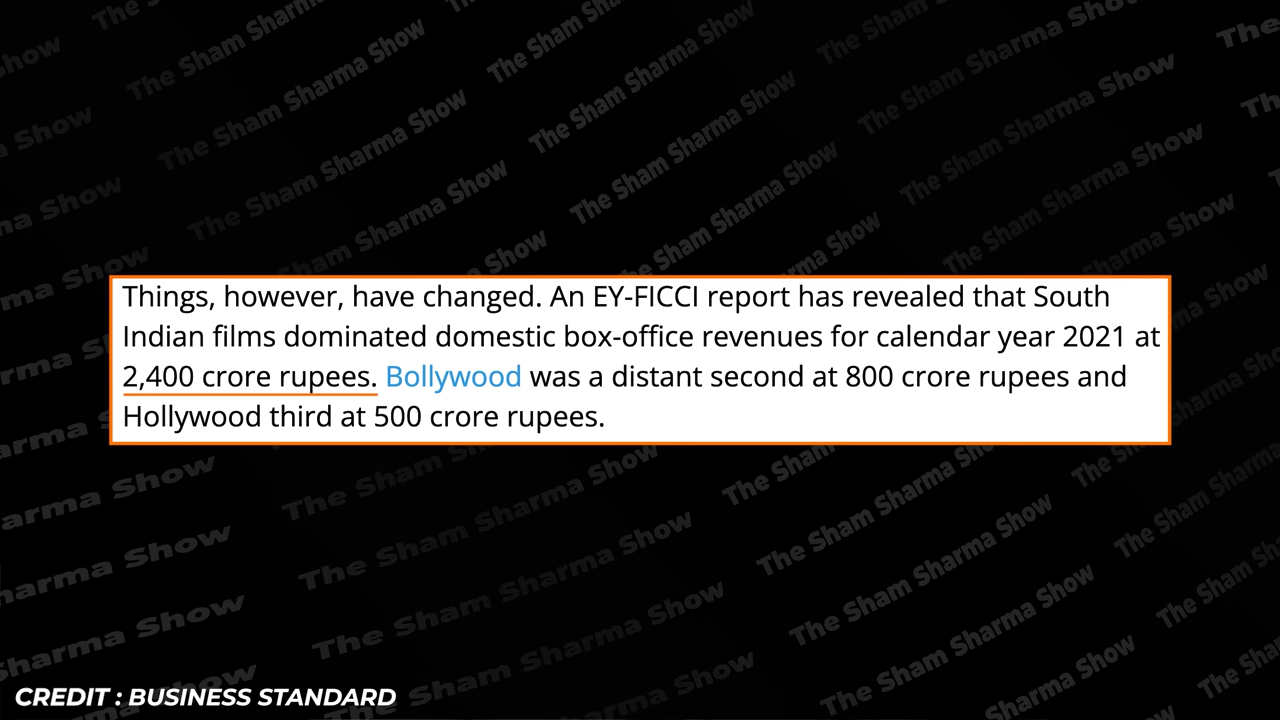 Things, however, have changed. An EY-FICCI report has revealed that South
Indian films dominated domestic box-office revenues for calendar year 2021 at
2,400 crore rupees. Bollywood was a distant second at 800 crore rupees and
Hollywood third at 500 crore rupees.
CREDIT : BUSINESS STANDARD
The Sham Sharma Show